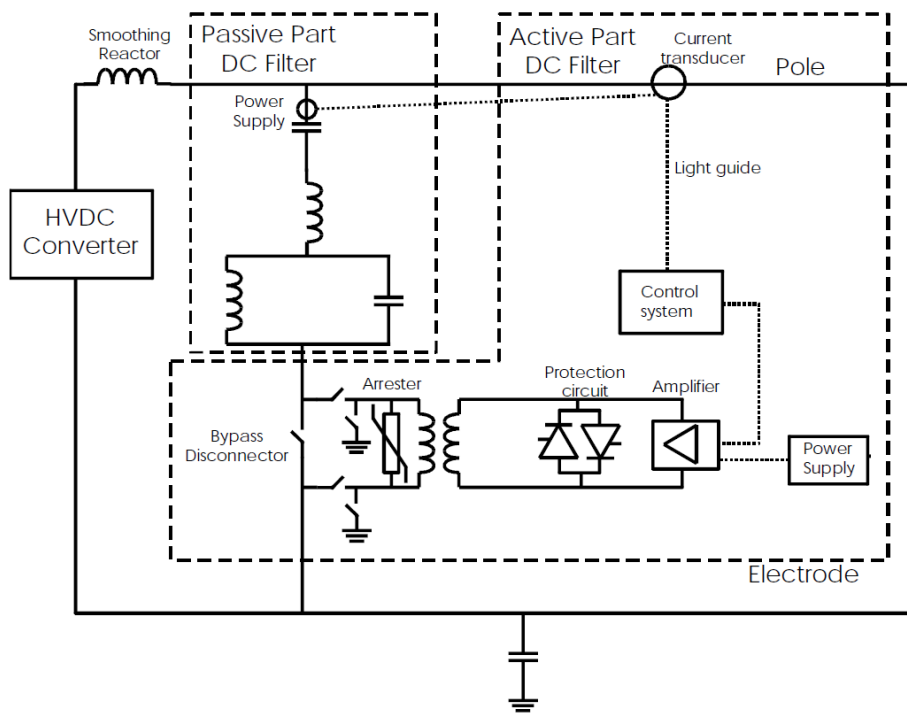 Smoothing
Reactor
Passive Part
DC Filter
Active Part
DC Filter
Current
transducer
Pole
Power
Supply
Light guide
HVDC
Converter
Control
system
Arrester
Protection
circuit
Amplifier
Bypass
Disconnector
Power
Supply
Electrode